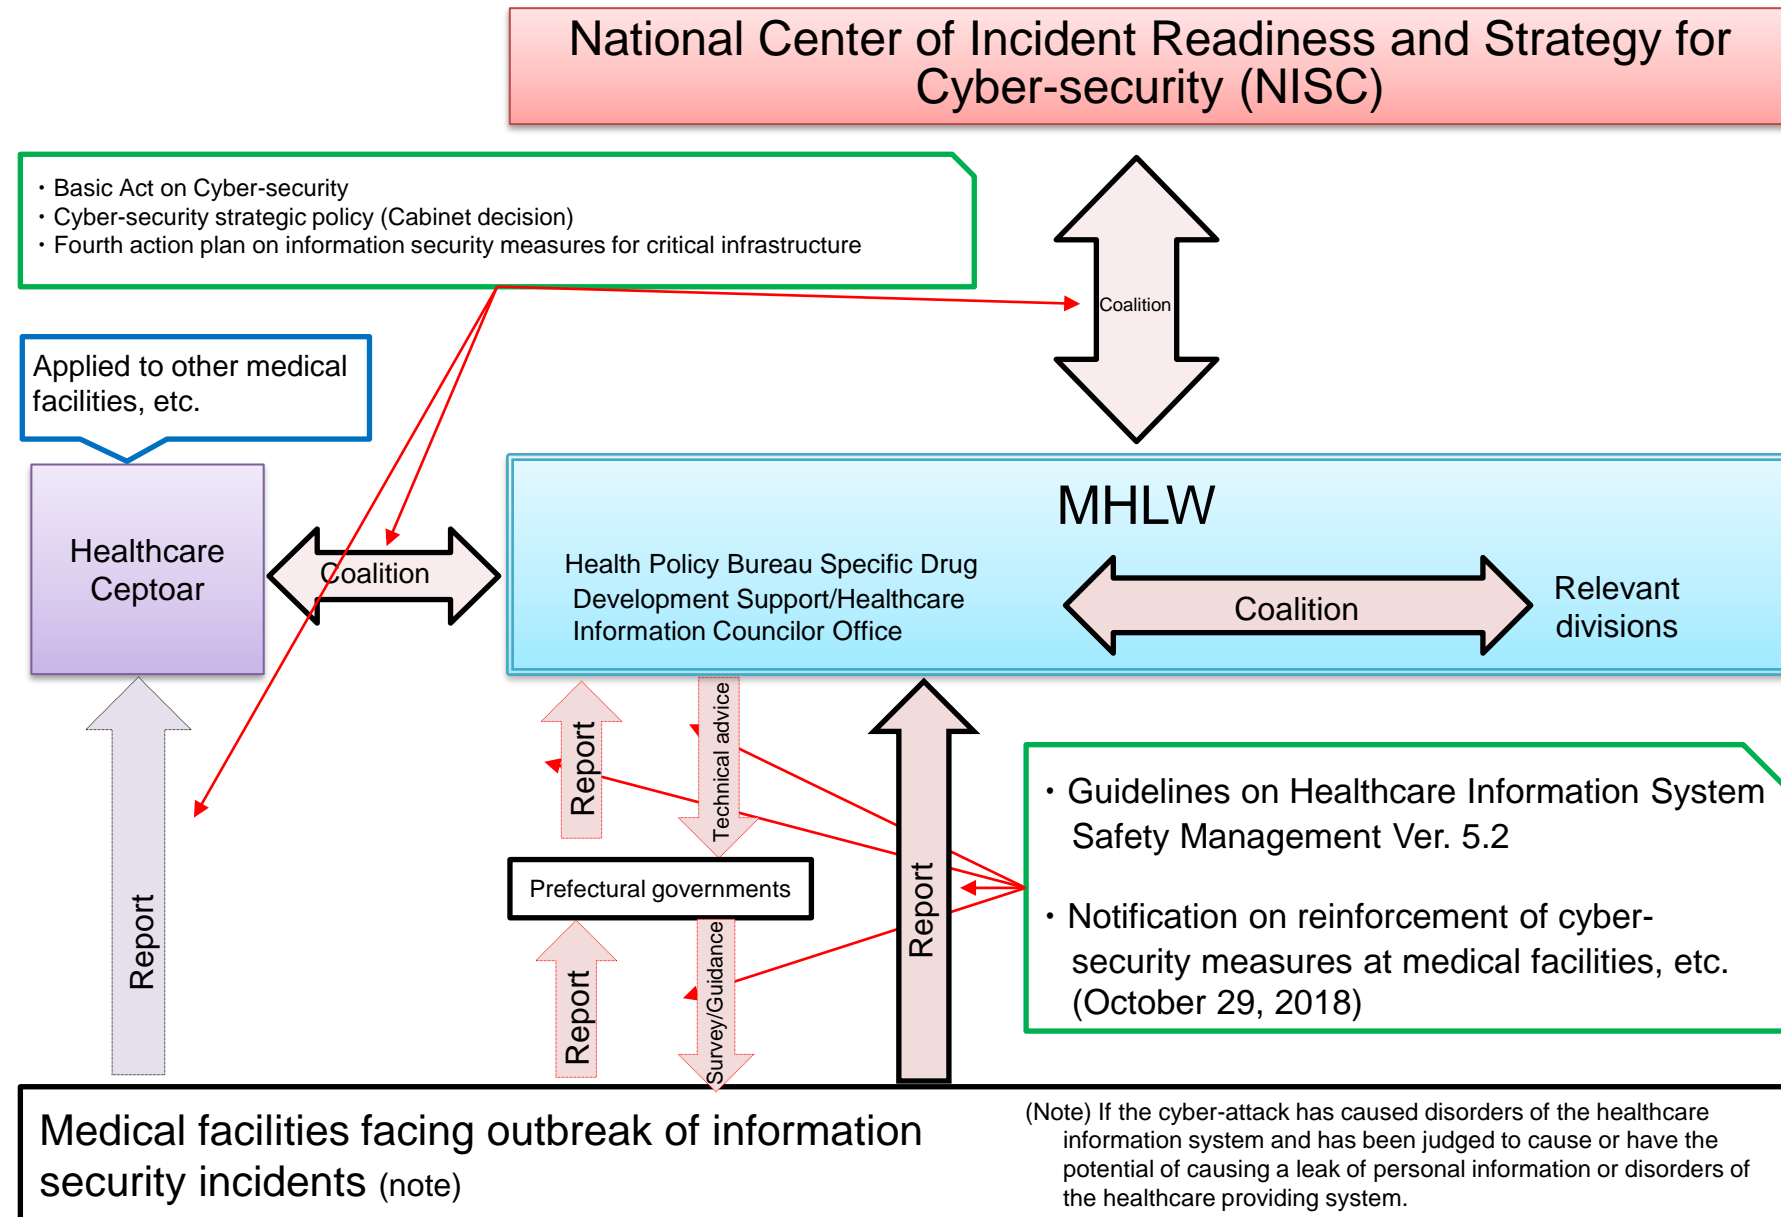 National Center of Incident Readiness and Strategy for
Cyber-security (NISC)
・Basic Act on Cyber-security
・Cyber-security strategic policy (Cabinet decision)
・Fourth action plan on information security measures for critical infrastructure
Coalition
Applied to other medical
facilities, etc.
Healthcare
Ceptoar
Coalition
MHLW
Health Policy Bureau Specific Drug
Development Support/Healthcare
Information Councilor Office
Coalition
Relevant
divisions
Report
Report
Technical advice
Prefectural governments
Report
Survey/Guidance
Report
・Guidelines on Healthcare Information System
Safety Management Ver. 5.2
・Notification on reinforcement of cyber-
security measures at medical facilities, etc.
(October 29, 2018)
Medical facilities facing outbreak of information
security incidents (note)
(Note) If the cyber-attack has caused disorders of the healthcare
information system and has been judged to cause or have the
potential of causing a leak of personal information or disorders of
the healthcare providing system.